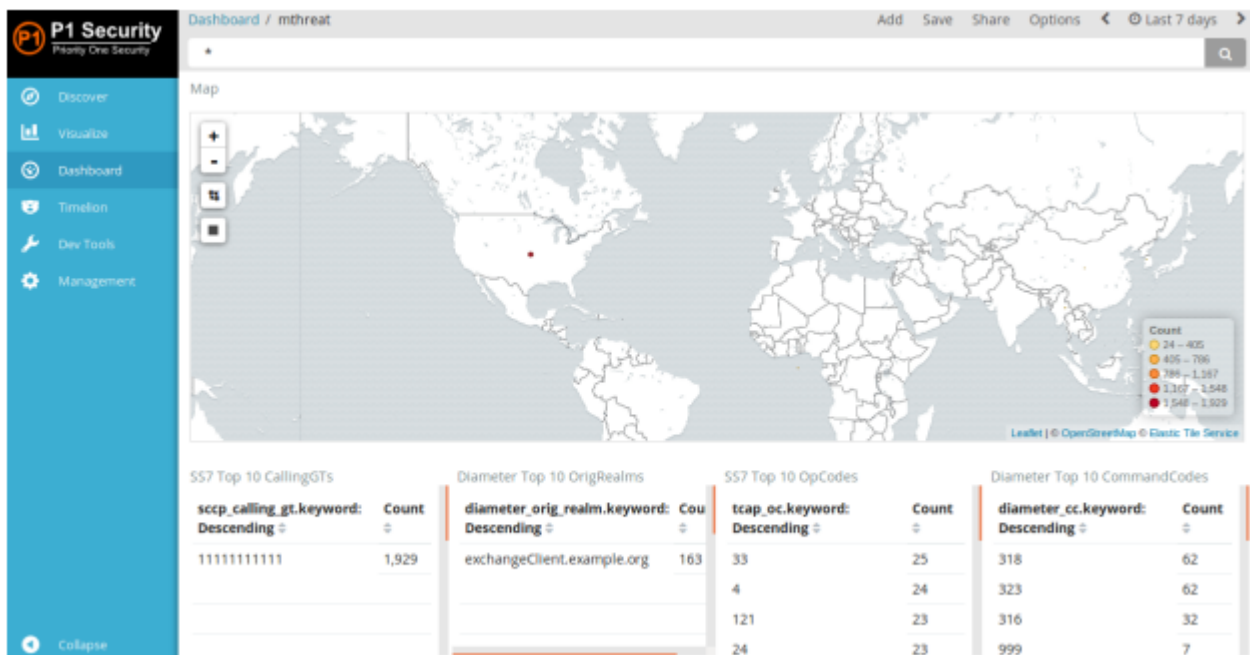 P1 P1 Security
Priority One Security
Dashboard / mthreat
Add Save Share Options Last 7 days
*
Discover
Visualize
Dashboard
Timelion
Dev Tools
Management
Collapse
Map
+
-
Count
24 – 405
405 – 786
786 – 1,167
1,167 – 1,548
1,548 – 1,929
Leaflet | © OpenStreetMap © Elastic Tile Service
SS7 Top 10 CallingGTs
sccp_calling_gt.keyword: Count
Descending
11111111111 1,929
Diameter Top 10 OrigRealms
diameter_orig_realm.keyword: Cou
Descending
exchangeClient.example.org 163
SS7 Top 10 OpCodes
tcap_oc.keyword: Count
Descending
33 25
4 24
121 23
24 23
Diameter Top 10 CommandCodes
diameter_cc.keyword: Count
Descending
318 62
323 62
316 32
999 7